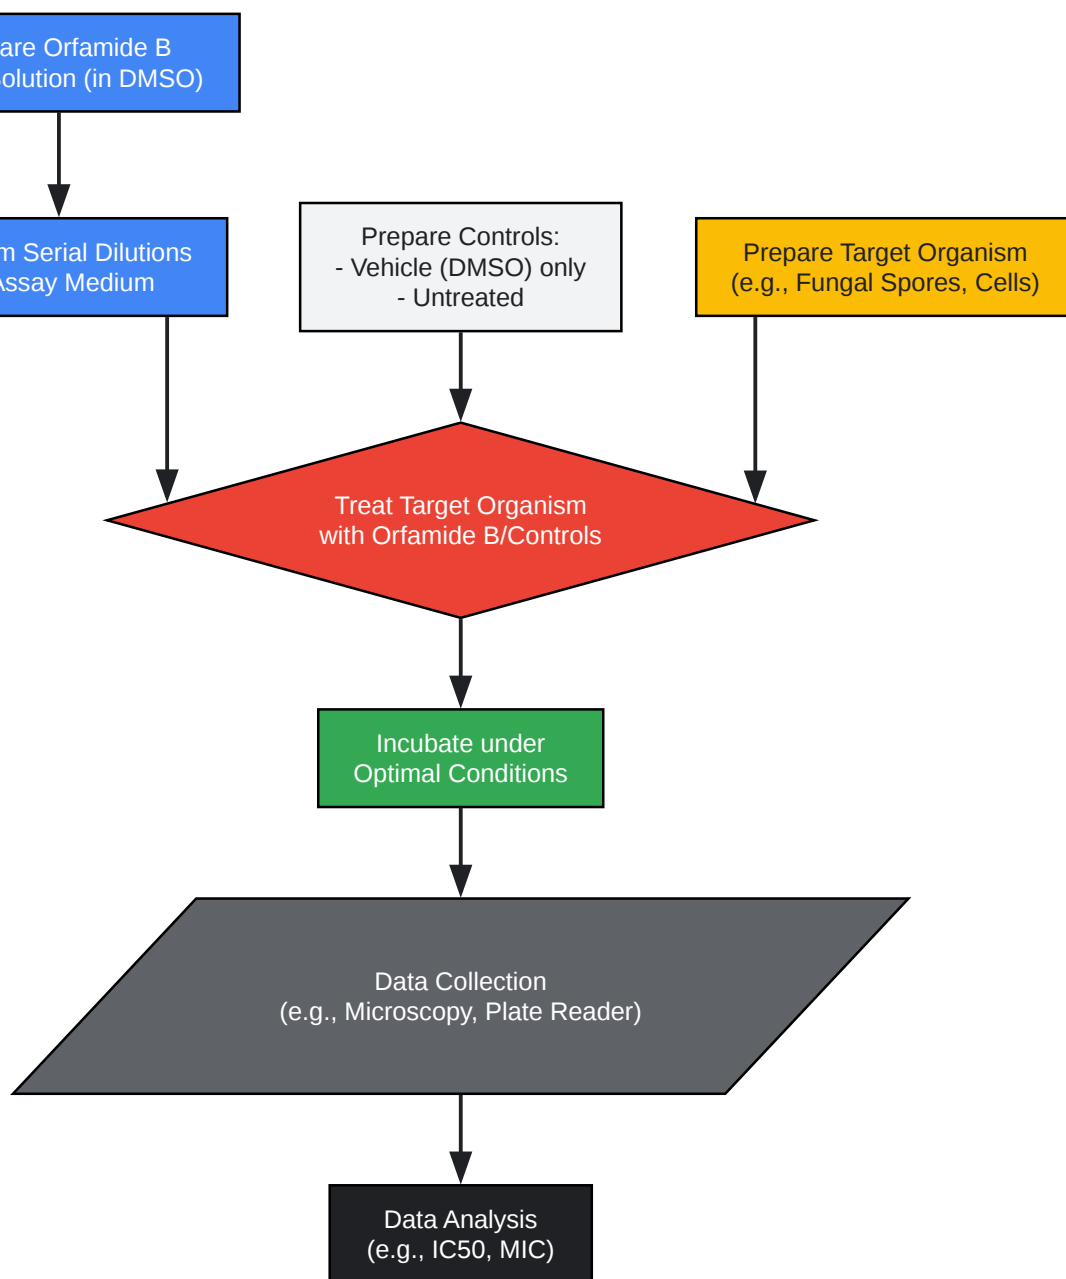 are Orfamide B
olution (in DMSO)
m Serial Dilutions
Assay Medium
Prepare Controls:
- Vehicle (DMSO) only
- Untreated
Prepare Target Organism
(e.g., Fungal Spores, Cells)
Treat Target Organism
with Orfamide B/Controls
Incubate under
Optimal Conditions
Data Collection
(e.g., Microscopy, Plate Reader)
Data Analysis
(e.g., IC50, MIC)